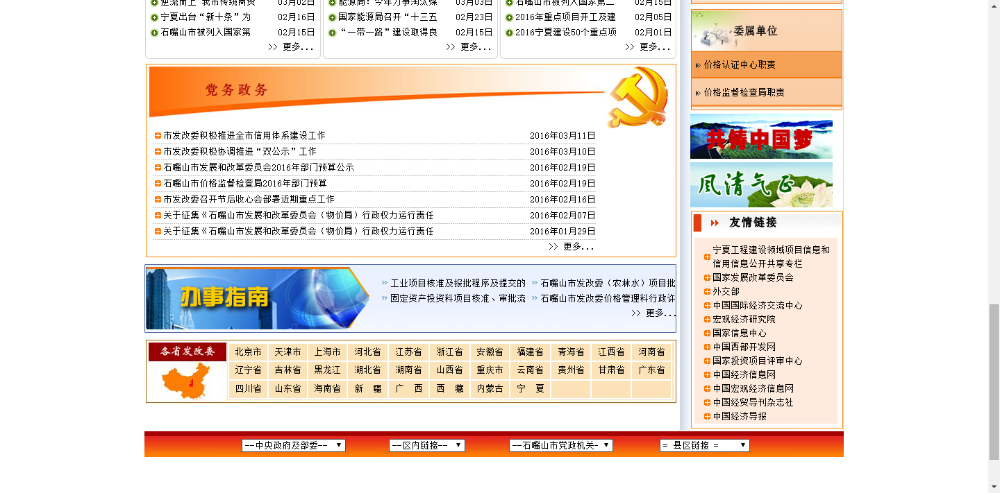 逆流而上 我市传统商贸 03月02日
宁夏出台“新十条”为 02月16日
石嘴山市被列入国家第 02月15日
>> 更多...
能源局：今年力争淘汰煤 03月03日
国家能源局召开“十三五 02月23日
“一带一路”建设取得良 02月15日
>> 更多...
石嘴山市被列入国家第二 02月15日
2016年重点项目开工及建 02月05日
2016宁夏建设50个重点项 02月01日
>> 更多...
党务政务
市发改委积极推进全市信用体系建设工作 2016年03月11日
市发改委积极协调推进“双公示”工作 2016年03月10日
石嘴山市发展和改革委员会2016年部门预算公示 2016年02月19日
石嘴山市价格监督检查局2016年部门预算 2016年02月19日
市发改委召开节后收心会部署近期重点工作 2016年02月16日
关于征集《石嘴山市发展和改革委员会（物价局）行政权力运行责任 2016年02月07日
关于征集《石嘴山市发展和改革委员会（物价局）行政权力运行责任 2016年01月29日
>> 更多...
办事指南
工业项目核准及报批程序及提交的 石嘴山市发改委（农林水）项目批
固定资产投资科项目核准、审批流 石嘴山市发改委价格管理科行政许
>> 更多...
各省发改委
北京市 天津市 上海市 河北省 江苏省 浙江省 安徽省 福建省 青海省 江西省 河南省
辽宁省 吉林省 黑龙江 湖北省 湖南省 山西省 重庆市 云南省 贵州省 甘肃省 广东省
四川省 山东省 海南省 新 疆 广 西 西 藏 内蒙古 宁 夏
委属单位
价格认证中心职责
价格监督检查局职责
共铸中国梦
风清气正
友情链接
宁夏工程建设领域项目信息和
信用信息公开共享专栏
国家发展改革委员会
外交部
中国国际经济交流中心
宏观经济研究院
国家信息中心
中国西部开发网
国家投资项目评审中心
中国经济信息网
中国宏观经济信息网
中国经贸导刊杂志社
中国经济导报
--中央政府及部委-- --区内链接-- --石嘴山市党政机关- = 县区链接 =